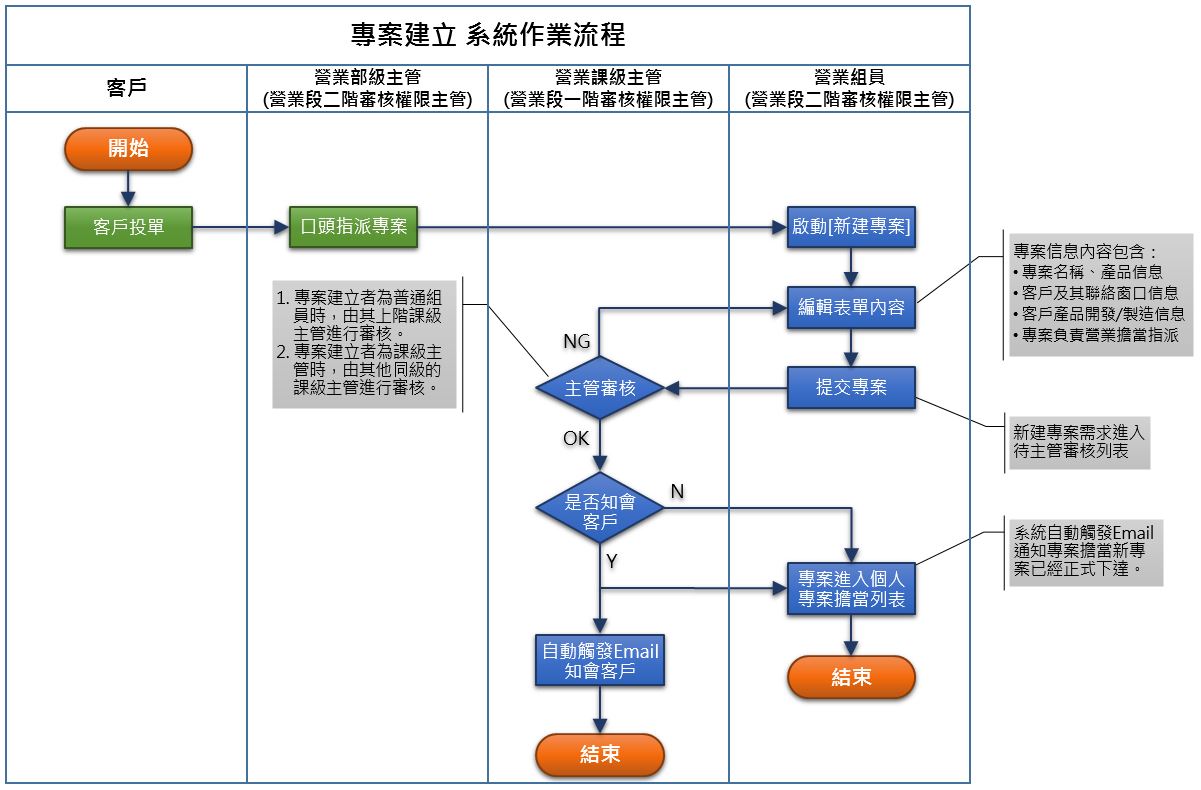 專案建立 系統作業流程
客戶
營業部級主管
(營業段二階審核權限主管)
營業課級主管
(營業段一階審核權限主管)
營業組員
(營業段二階審核權限主管)
開始
客戶投單
口頭指派專案
啟動[新建專案]
專案信息內容包含：
• 專案名稱、產品信息
• 客戶及其聯絡窗口信息
• 客戶產品開發/製造信息
• 專案負責營業擔當指派
編輯表單內容
1. 專案建立者為普通組
員時，由其上階課級
主管進行審核。
2. 專案建立者為課級主
管時，由其他同級的
課級主管進行審核。
NG
主管審核
提交專案
新建專案需求進入
待主管審核列表
OK
是否知會
客戶
N
Y
系統自動觸發Email
通知專案擔當新專
案已經正式下達。
專案進入個人
專案擔當列表
自動觸發Email
知會客戶
結束
結束